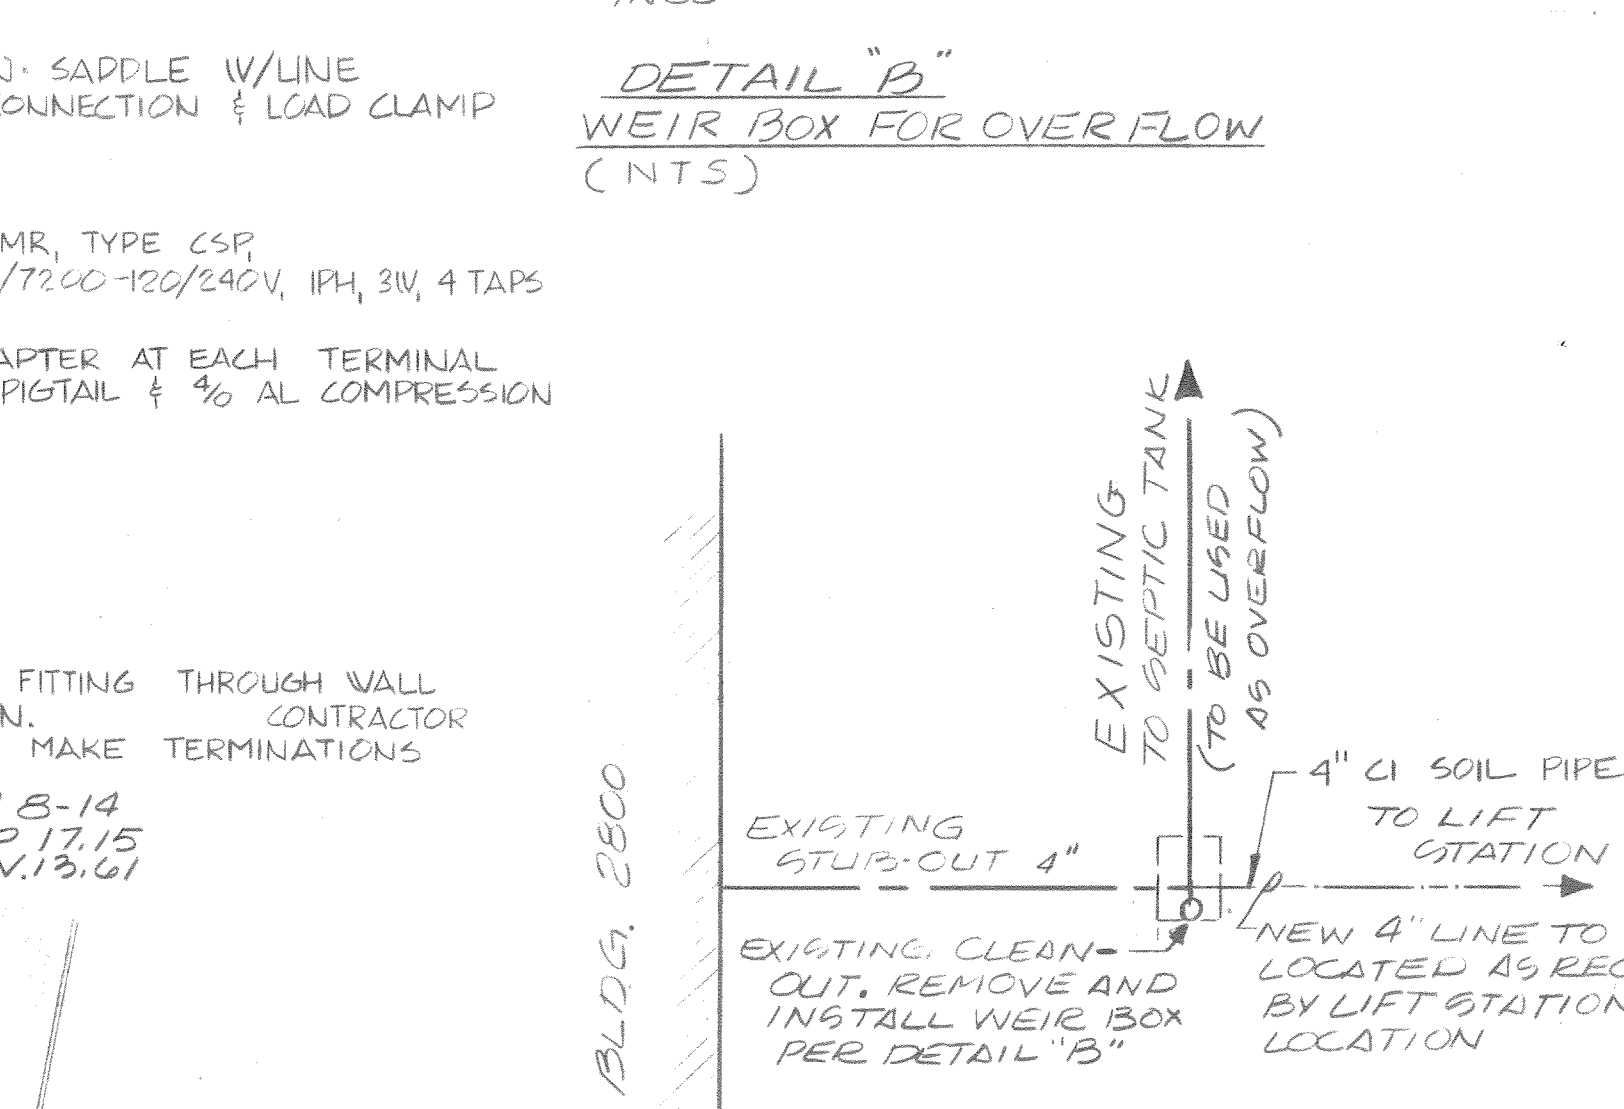 SADDLE W/LINE
CONNECTION & LOAD CLAMP
DETAIL "B"
WEIR BOX FOR OVERFLOW
(NTS)
TYPE CSP,
/7200-120/240V, 1PH, 3W, 4 TAPS
AT EACH TERMINAL
PIGTAIL & 4/0 AL COMPRESSION
FITTING THROUGH WALL
CONTRACTOR
MAKE TERMINATIONS
8-14
17.15
13.61
BLDG. 2800
EXISTING
TO SEPTIC TANK
(TO BE USED
AS OVERFLOW)
EXISTING
STUB-OUT 4"
4" CI SOIL PIPE
TO LIFT
STATION
EXISTING CLEAN-
OUT. REMOVE AND
INSTALL WEIR BOX
PER DETAIL "B"
NEW 4" LINE TO
LOCATED AS
BY LIFT STATION
LOCATION